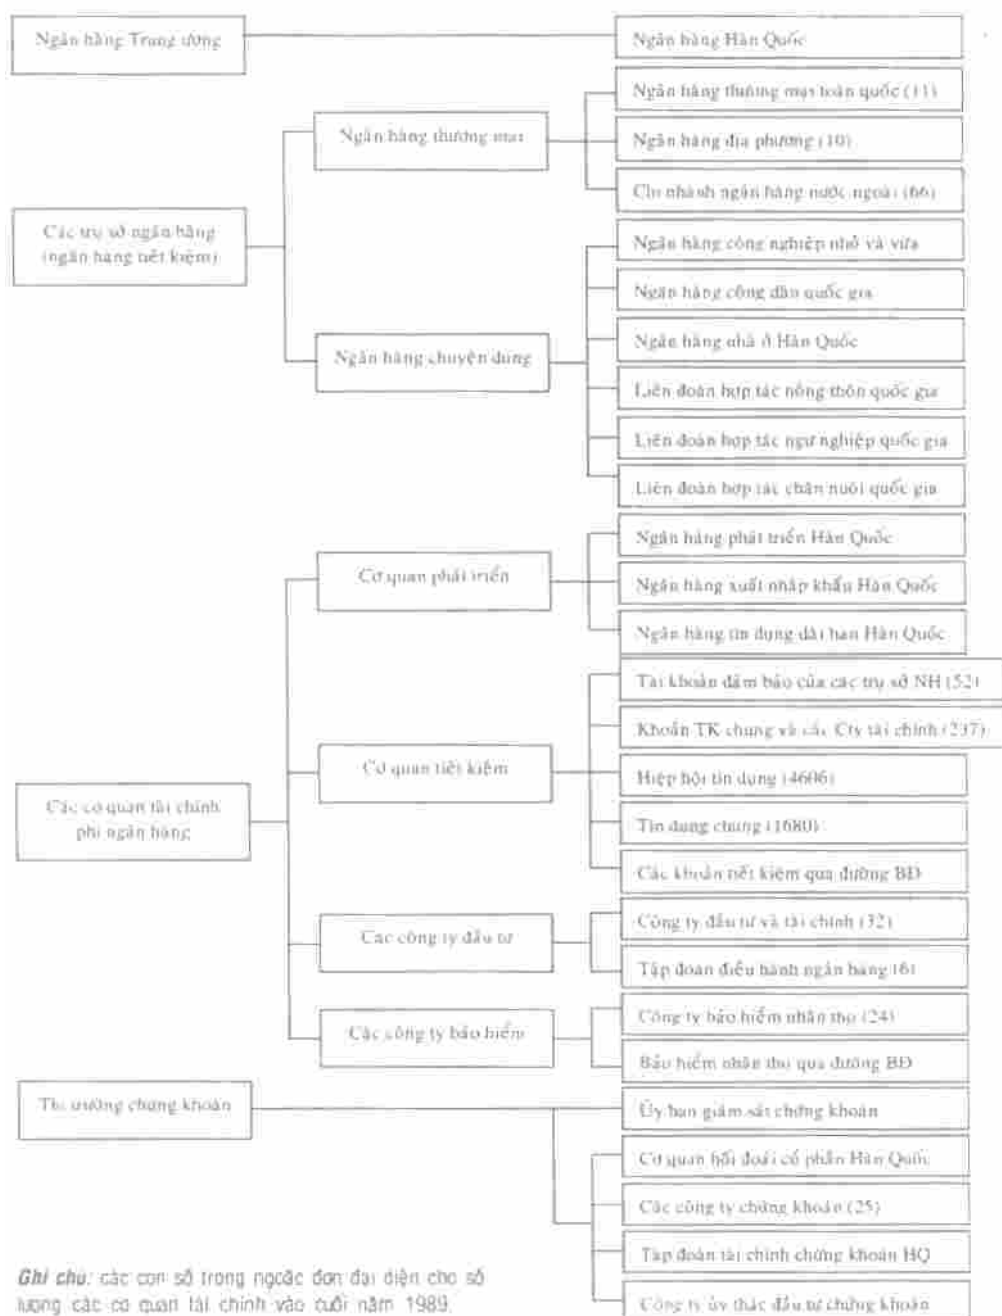 Ngân hàng Trung ương
Ngân hàng Hàn Quốc
Các trụ sở ngân hàng
(ngân hàng tiết kiệm)
Ngân hàng thương mại
Ngân hàng thương mại toàn quốc (11)
Ngân hàng địa phương (10)
Chi nhánh ngân hàng nước ngoài (66)
Ngân hàng chuyên dùng
Ngân hàng công nghiệp nhỏ và vừa
Ngân hàng công dân quốc gia
Ngân hàng nhà ở Hàn Quốc
Liên đoàn hợp tác nông thôn quốc gia
Liên đoàn hợp tác ngư nghiệp quốc gia
Liên đoàn hợp tác chăn nuôi quốc gia
Các cơ quan tài chính
phi ngân hàng
Cơ quan phát triển
Ngân hàng phát triển Hàn Quốc
Ngân hàng xuất nhập khẩu Hàn Quốc
Ngân hàng tín dụng dài hạn Hàn Quốc
Cơ quan tiết kiệm
Tài khoản đảm bảo của các trụ sở NH (52)
Khoản TK chung và các Cty tài chính (237)
Hiệp hội tín dụng (4606)
Tín dụng chung (1680)
Các khoản tiết kiệm qua đường BĐ
Các công ty đầu tư
Công ty đầu tư và tài chính (32)
Tập đoàn điều hành ngân hàng (6)
Các công ty bảo hiểm
Công ty bảo hiểm nhân thọ (24)
Bảo hiểm nhân thọ qua đường BĐ
Thị trường chứng khoán
Ủy ban giám sát chứng khoán
Cơ quan hối đoái cổ phần Hàn Quốc
Các công ty chứng khoán (25)
Tập đoàn tài chính chứng khoán HQ
Công ty ủy thác đầu tư chứng khoán
Ghi chú: các con số trong ngoặc đơn đại diện cho số
lượng các cơ quan tài chính vào cuối năm 1989.